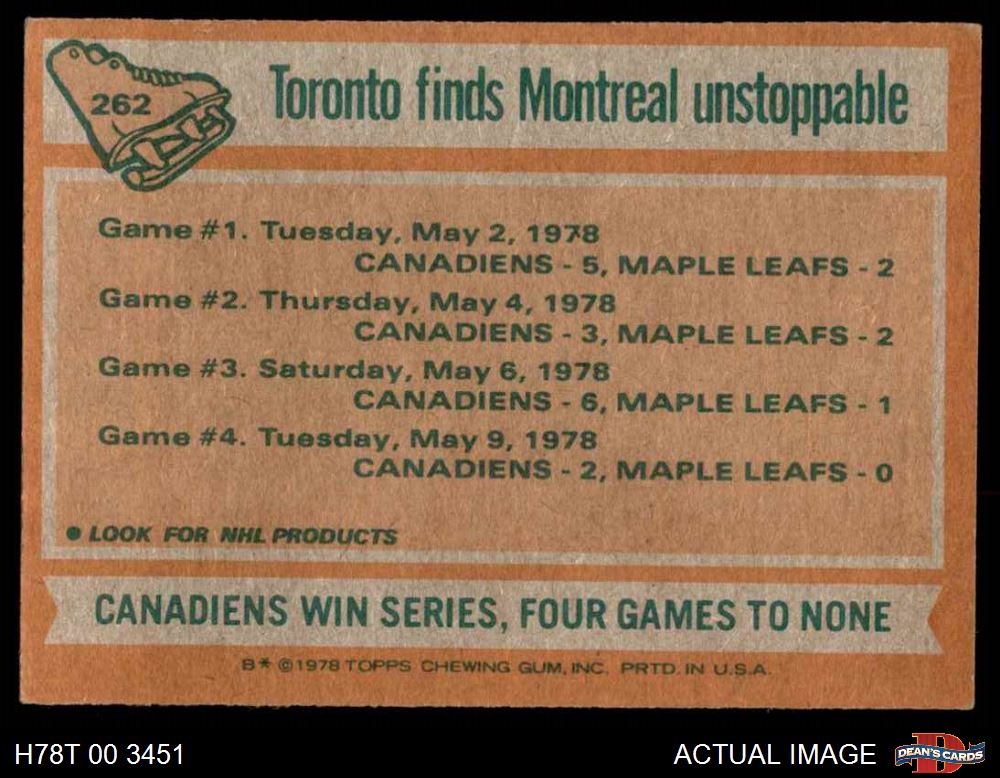 262
Toronto finds Montreal unstoppable
Game #1. Tuesday, May 2, 1978
CANADIENS - 5, MAPLE LEAFS - 2
Game #2. Thursday, May 4, 1978
CANADIENS - 3, MAPLE LEAFS - 2
Game #3. Saturday, May 6, 1978
CANADIENS - 6, MAPLE LEAFS - 1
Game #4. Tuesday, May 9, 1978
CANADIENS - 2, MAPLE LEAFS - 0
● LOOK FOR NHL PRODUCTS
CANADIENS WIN SERIES, FOUR GAMES TO NONE
B* ©1978 TOPPS CHEWING GUM, INC. PRTD. IN U.S.A.
H78T 00 3451
ACTUAL IMAGE
D
DEAN'S CARDS